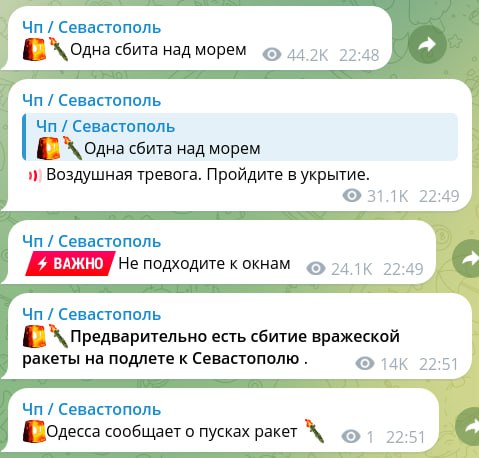 Чп / Севастополь
Одна сбита над морем 44.2K 22:48
Чп / Севастополь
Чп / Севастополь
Одна сбита над морем
Воздушная тревога. Пройдите в укрытие.
31.1K 22:49
Чп / Севастополь
ВАЖНО Не подходите к окнам 24.1K 22:49
Чп / Севастополь
Предварительно есть сбитие вражеской
ракеты на подлете к Севастополю . 14K 22:51
Чп / Севастополь
Одесса сообщает о пусках ракет 1 22:51